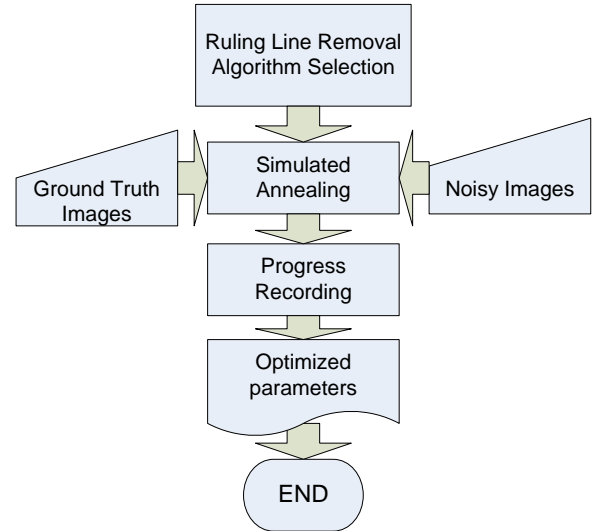 Ruling Line Removal
Algorithm Selection
Ground Truth
Images
Simulated
Annealing
Noisy Images
Progress
Recording
Optimized
parameters
END